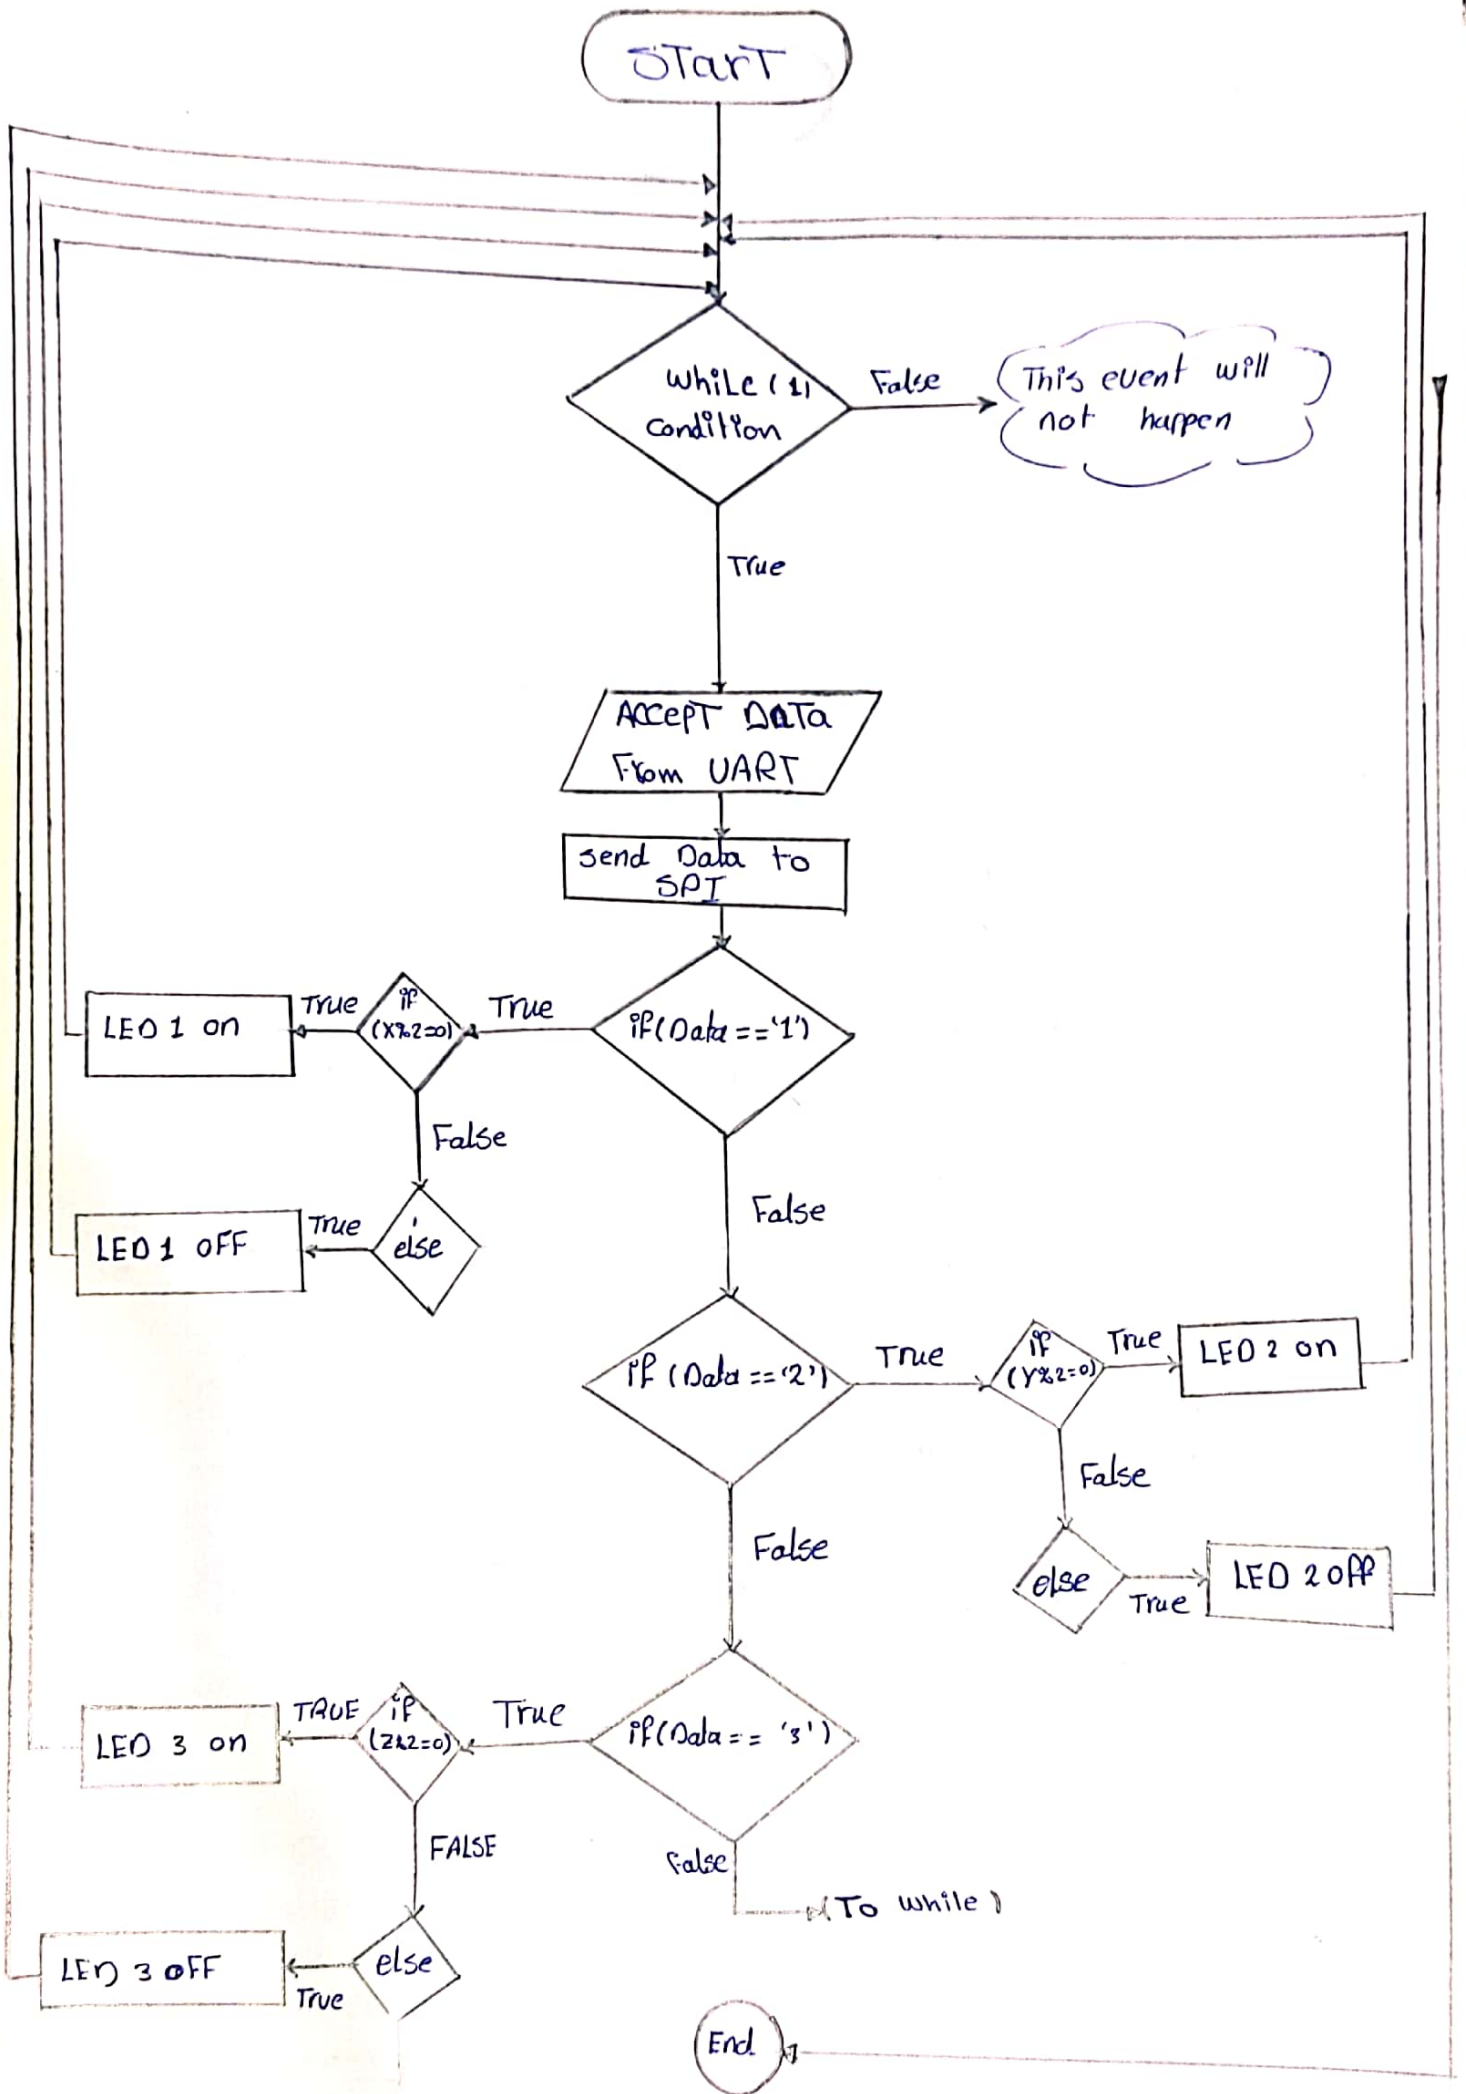 START
while (1)
condition
False
This event will
not happen
True
ACCEPT DATA
From UART
send Data to
SPI
if(Data=='1')
True
if
(X%2=0)
True
LED 1 on
False
else
True
LED 1 OFF
False
if (Data=='2')
True
if
(Y%2=0)
True
LED 2 on
False
else
True
LED 2 off
False
if(Data== '3')
True
if
(Z%2=0)
TRUE
LED 3 on
FALSE
else
True
LED 3 OFF
False
(To while)
End